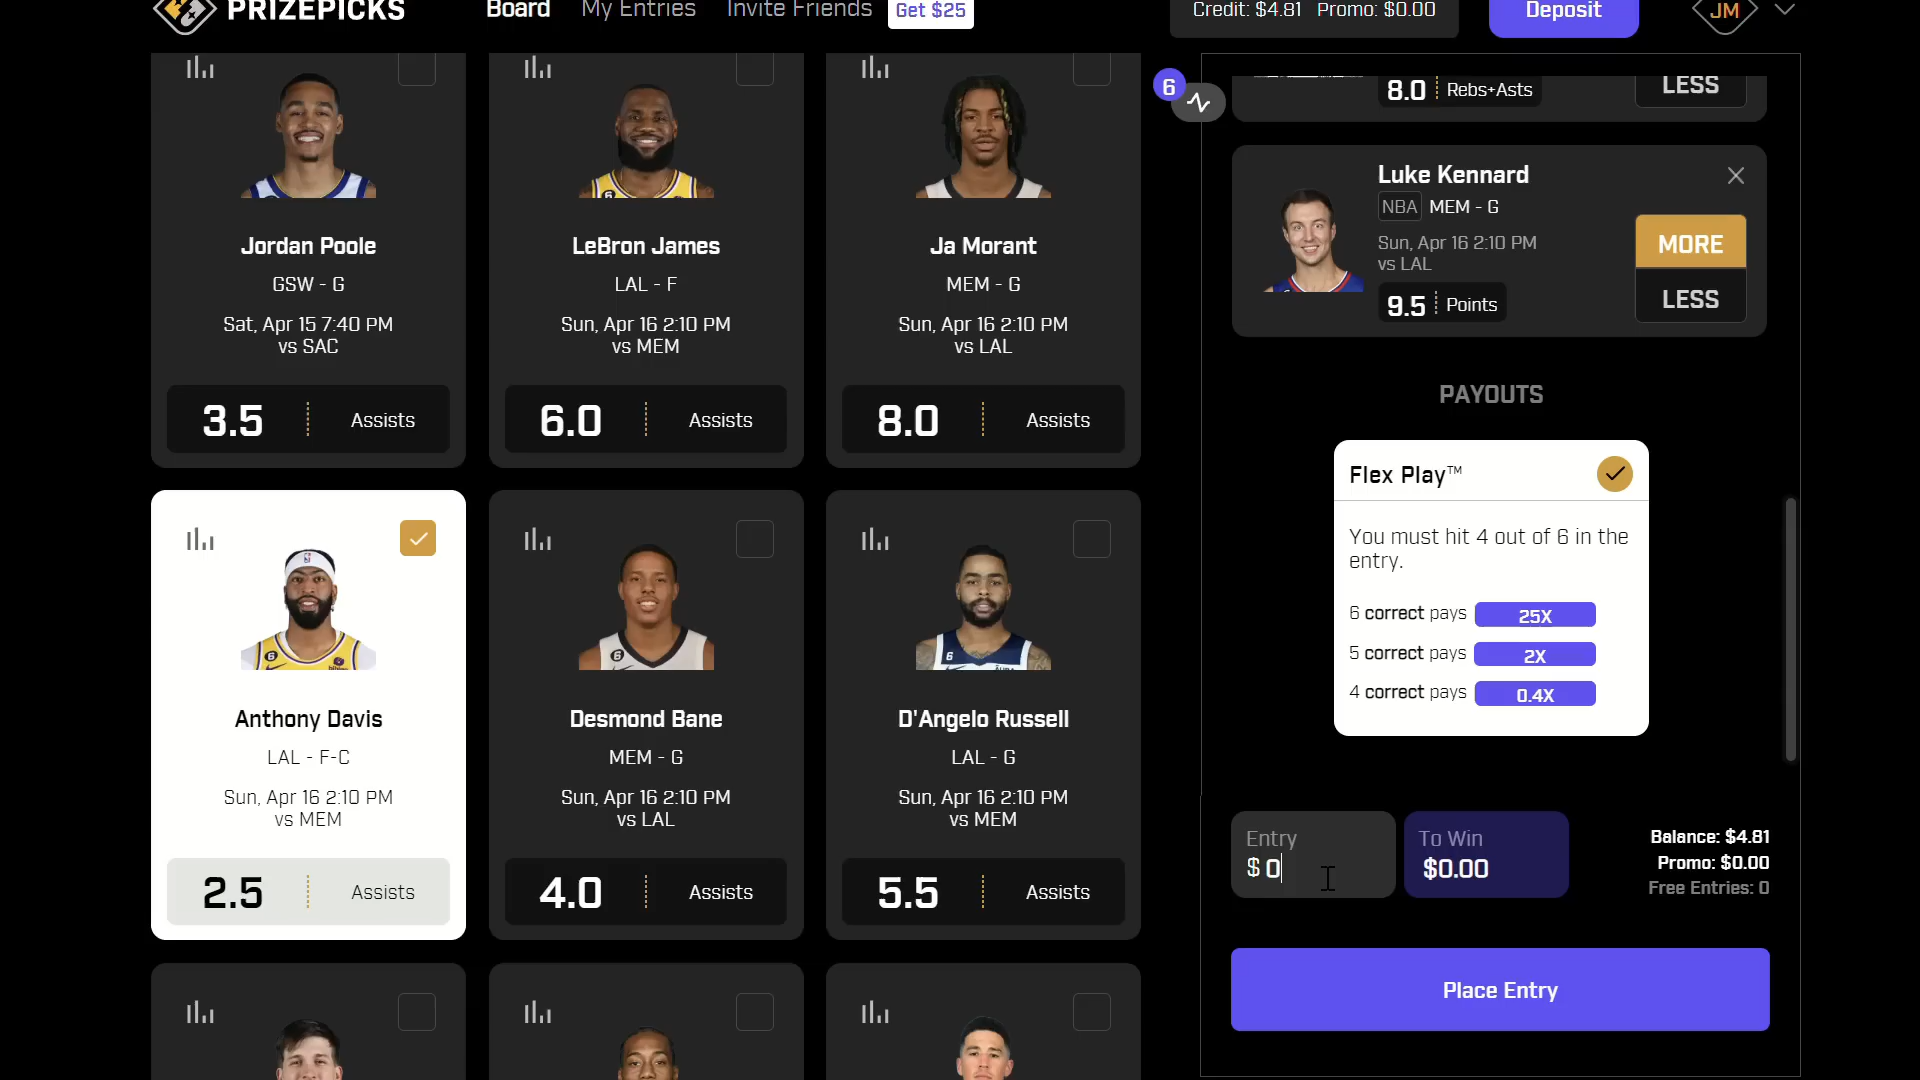 PRIZEPICKS
Board
My Entries
Invite Friends
Get $25
Credit: $4.81 Promo: $0.00
Deposit
JM
Jordan Poole
GSW - G
Sat, Apr 15 7:40 PM
vs SAC
3.5 Assists
LeBron James
LAL - F
Sun, Apr 16 2:10 PM
vs MEM
6.0 Assists
Ja Morant
MEM - G
Sun, Apr 16 2:10 PM
vs LAL
8.0 Assists
Anthony Davis
LAL - F-C
Sun, Apr 16 2:10 PM
vs MEM
2.5 Assists
Desmond Bane
MEM - G
Sun, Apr 16 2:10 PM
vs LAL
4.0 Assists
D'Angelo Russell
LAL - G
Sun, Apr 16 2:10 PM
vs MEM
5.5 Assists
6
8.0 Rebs+Asts
LESS
Luke Kennard
NBA MEM - G
Sun, Apr 16 2:10 PM
vs LAL
9.5 Points
MORE
LESS
PAYOUTS
Flex Play™
You must hit 4 out of 6 in the
entry.
6 correct pays 25X
5 correct pays 2X
4 correct pays 0.4X
Entry
$ 0
To Win
$0.00
Balance: $4.81
Promo: $0.00
Free Entries: 0
Place Entry